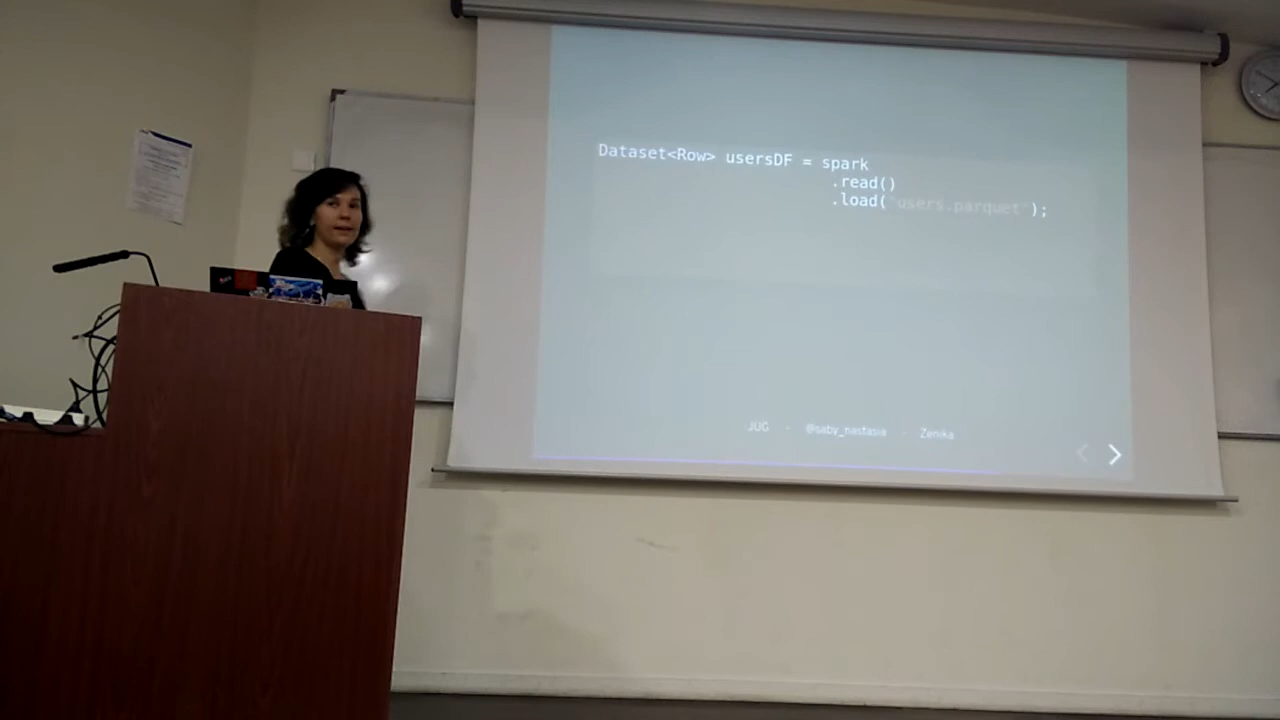 Dataset<Row> usersDF = spark
.read()
.load("users.parquet");
JUG - @saby_nastasia - Zenika